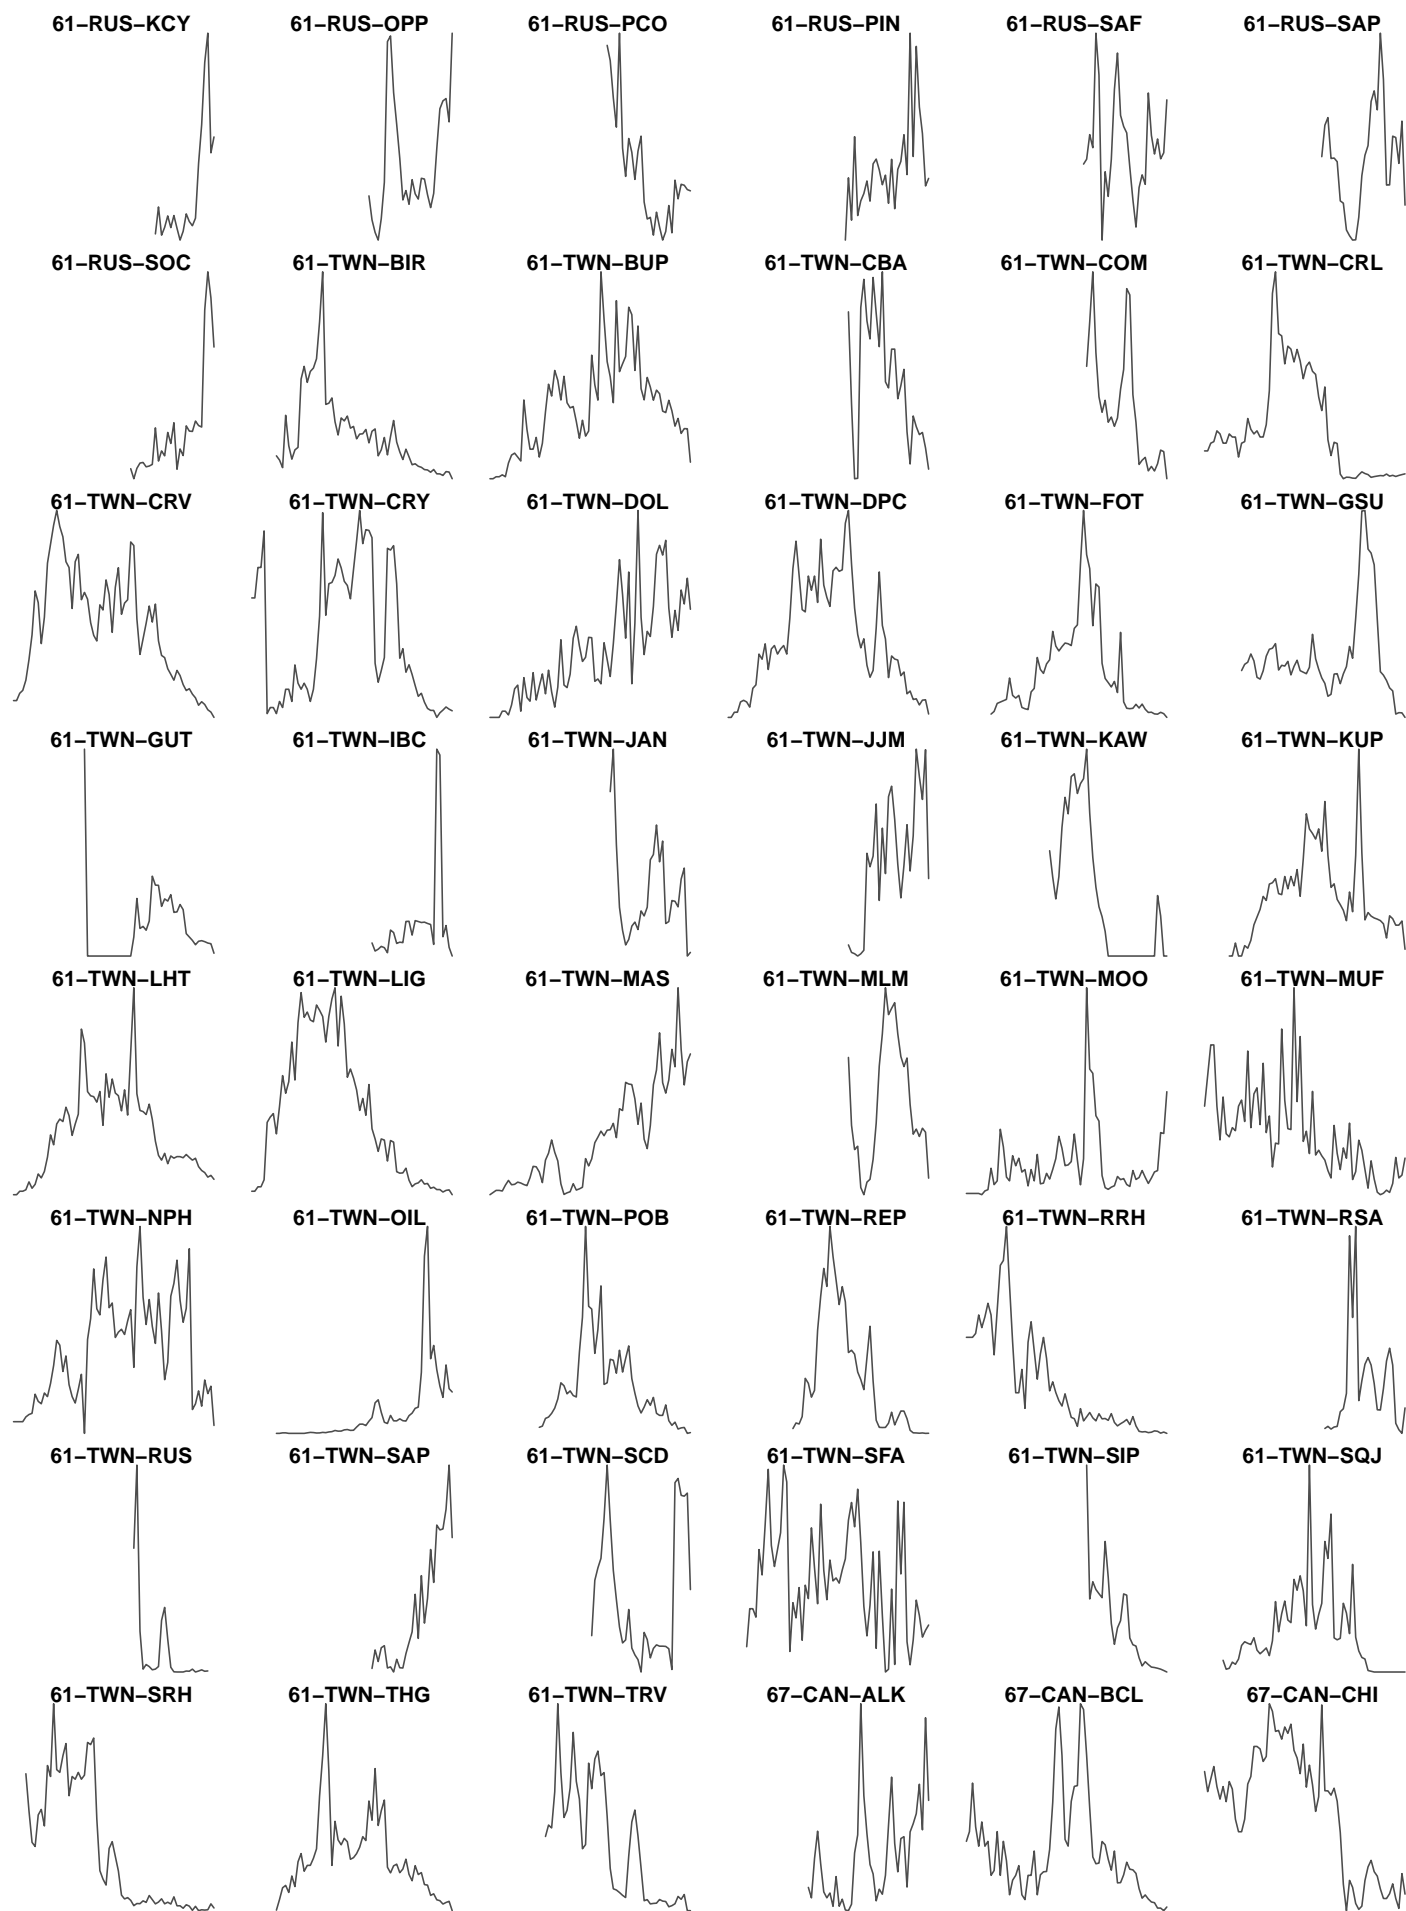 61–RUS–KCY 61–RUS–OPP 61–RUS–PCO 61–RUS–PIN 61–RUS–SAF 61–RUS–SAP
61–RUS–SOC 61–TWN–BIR 61–TWN–BUP 61–TWN–CBA 61–TWN–COM 61–TWN–CRL
61–TWN–CRV 61–TWN–CRY 61–TWN–DOL 61–TWN–DPC 61–TWN–FOT 61–TWN–GSU
61–TWN–GUT 61–TWN–IBC 61–TWN–JAN 61–TWN–JJM 61–TWN–KAW 61–TWN–KUP
61–TWN–LHT 61–TWN–LIG 61–TWN–MAS 61–TWN–MLM 61–TWN–MOO 61–TWN–MUF
61–TWN–NPH 61–TWN–OIL 61–TWN–POB 61–TWN–REP 61–TWN–RRH 61–TWN–RSA
61–TWN–RUS 61–TWN–SAP 61–TWN–SCD 61–TWN–SFA 61–TWN–SIP 61–TWN–SQJ
61–TWN–SRH 61–TWN–THG 61–TWN–TRV 67–CAN–ALK 67–CAN–BCL 67–CAN–CHI